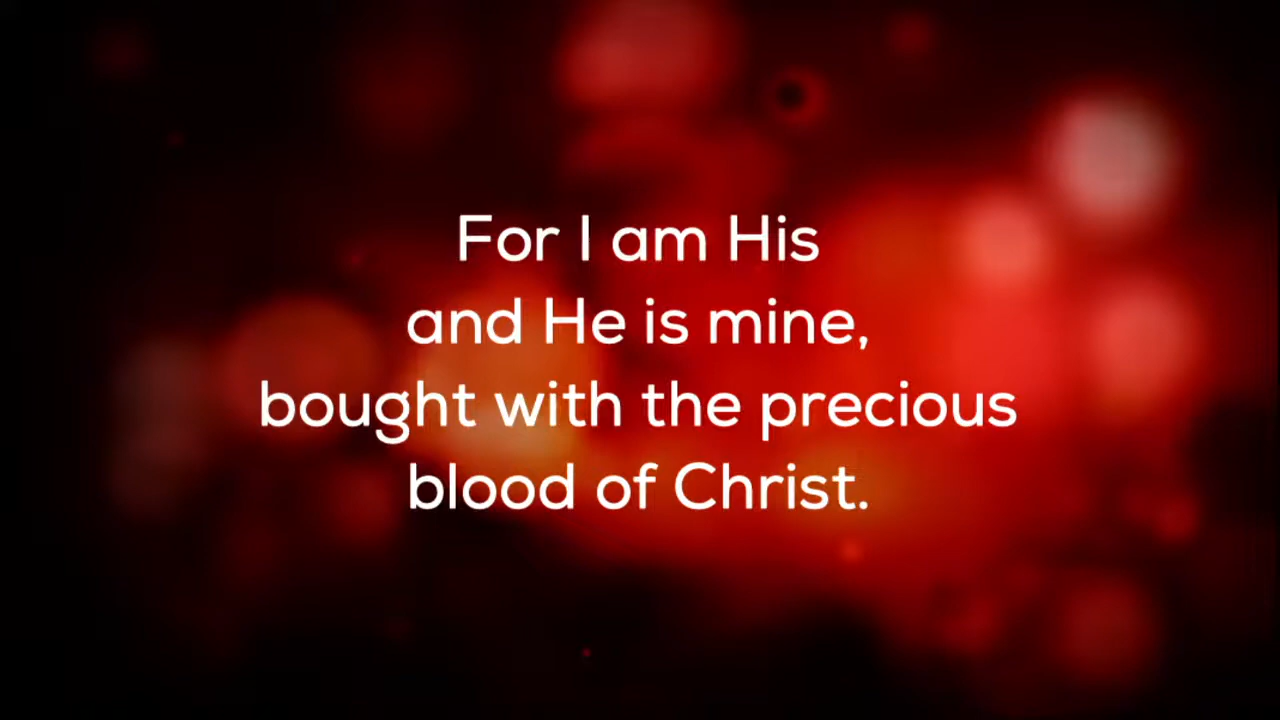 For I am His
and He is mine,
bought with the precious
blood of Christ.